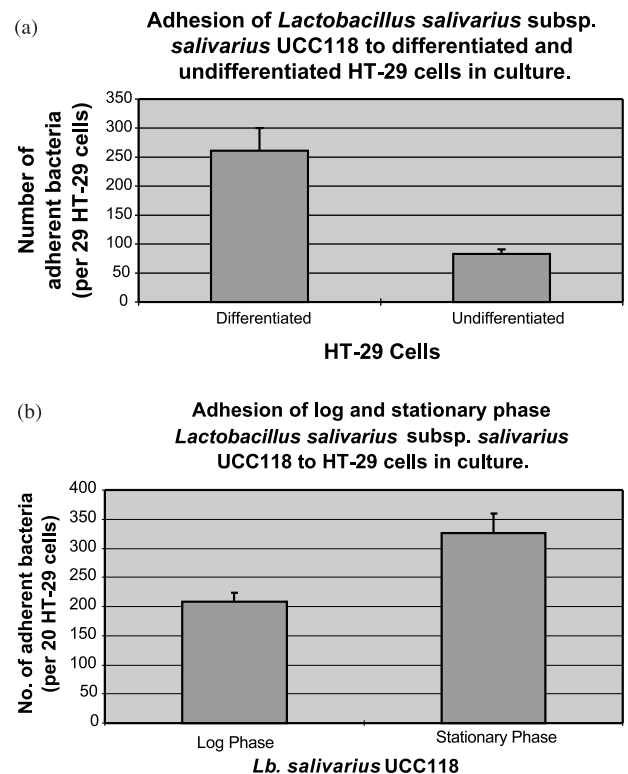 (a)
Adhesion of Lactobacillus salivarius subsp.
salivarius UCC118 to differentiated and
undifferentiated HT-29 cells in culture.
Number of
adherent bacteria
(per 29 HT-29 cells)
350
300
250
200
150
100
50
0
Differentiated Undifferentiated
HT-29 Cells
(b)
Adhesion of log and stationary phase
Lactobacillus salivarius subsp. salivarius
UCC118 to HT-29 cells in culture.
No. of adherent bacteria
(per 20 HT-29 cells)
400
350
300
250
200
150
100
50
0
Log Phase Stationary Phase
Lb. salivarius UCC118